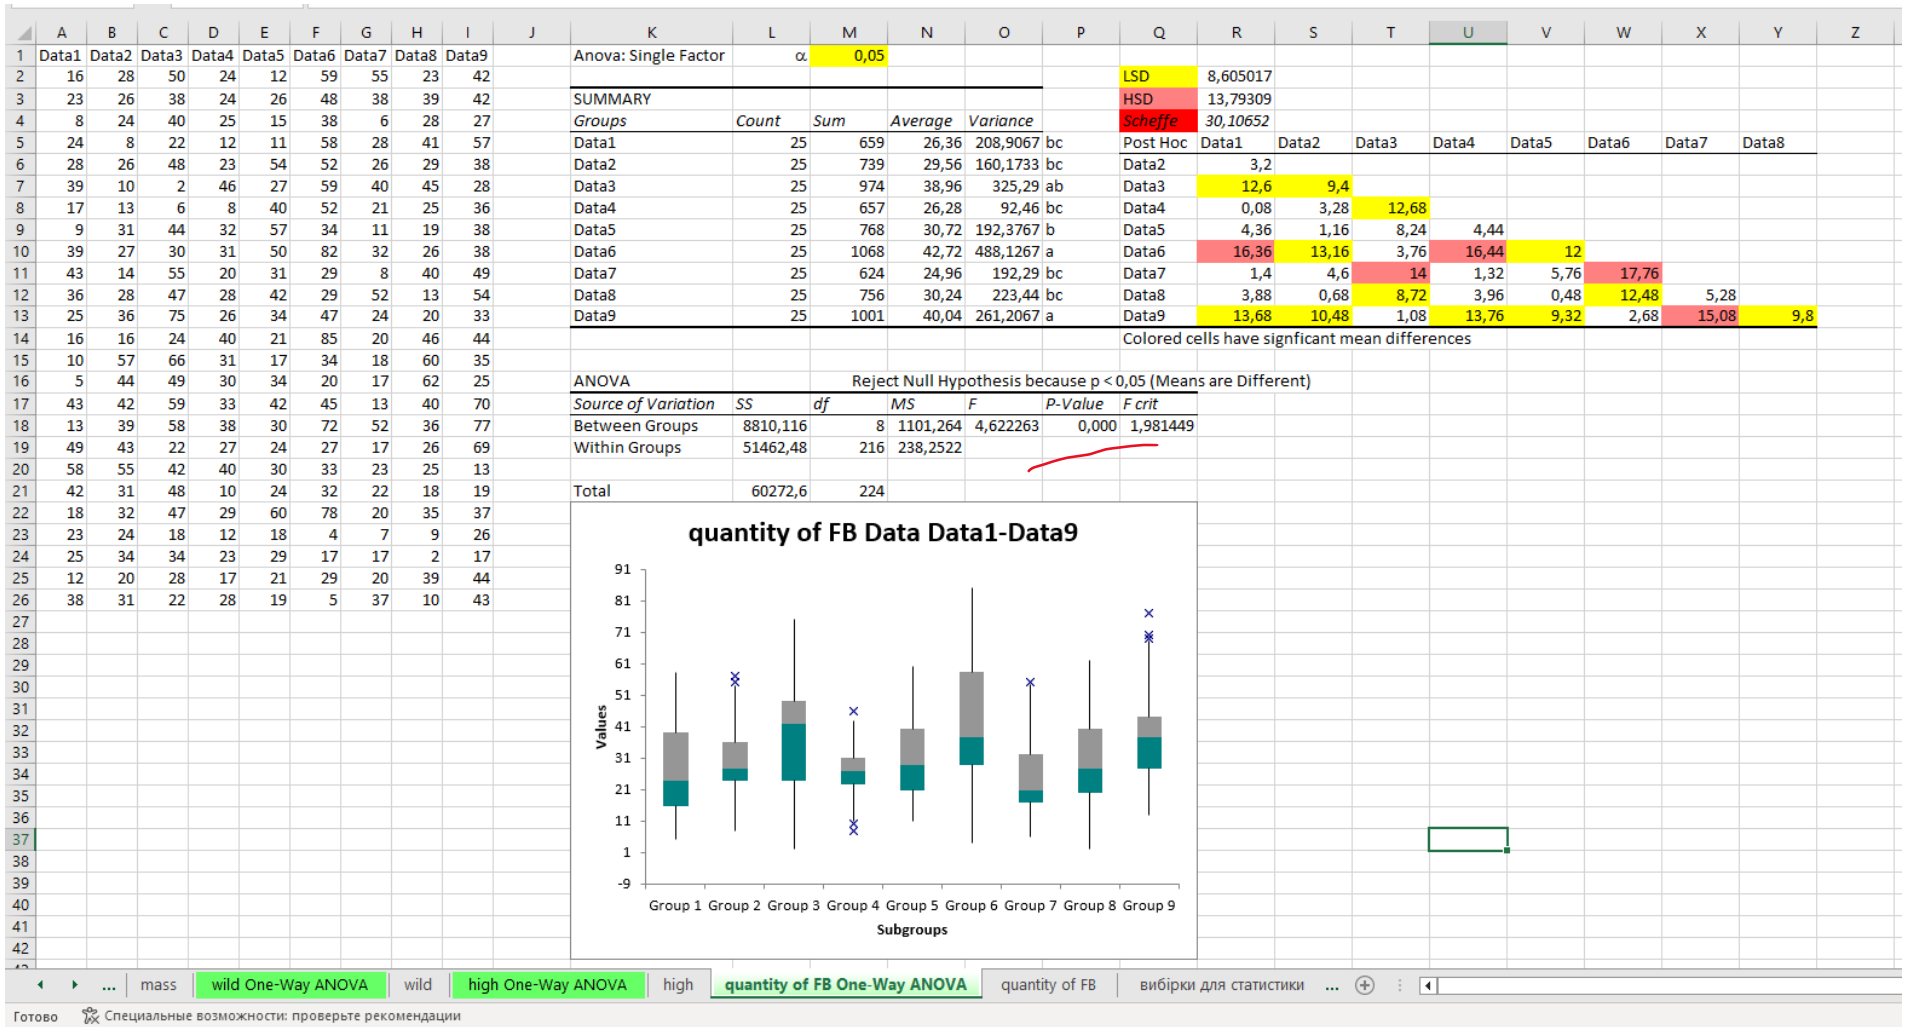 A B C D E F G H I J K L M N O P Q R S T U V W X Y Z
1 Data1 Data2 Data3 Data4 Data5 Data6 Data7 Data8 Data9 Anova: Single Factor α 0,05
2 16 28 50 24 12 59 55 23 42 LSD 8,605017
3 23 26 38 24 26 48 38 39 42 SUMMARY HSD 13,79309
4 8 24 40 25 15 38 6 28 27 Groups Count Sum Average Variance Scheffe 30,10652
5 24 8 22 12 11 58 28 41 57 Data1 25 659 26,36 208,9067 bc Post Hoc Data1 Data2 Data3 Data4 Data5 Data6 Data7 Data8
6 28 26 48 23 54 52 26 29 38 Data2 25 739 29,56 160,1733 bc Data2 3,2
7 39 10 2 46 27 59 40 45 28 Data3 25 974 38,96 325,29 ab Data3 12,6 9,4
8 17 13 6 8 40 52 21 25 36 Data4 25 657 26,28 92,46 bc Data4 0,08 3,28 12,68
9 9 31 44 32 57 34 11 19 38 Data5 25 768 30,72 192,3767 b Data5 4,36 1,16 8,24 4,44
10 39 27 30 31 50 82 32 26 38 Data6 25 1068 42,72 488,1267 a Data6 16,36 13,16 3,76 16,44 12
11 43 14 55 20 31 29 8 40 49 Data7 25 624 24,96 192,29 bc Data7 1,4 4,6 14 1,32 5,76 17,76
12 36 28 47 28 42 29 52 13 54 Data8 25 756 30,24 223,44 bc Data8 3,88 0,68 8,72 3,96 0,48 12,48 5,28
13 25 36 75 26 34 47 24 20 33 Data9 25 1001 40,04 261,2067 a Data9 13,68 10,48 1,08 13,76 9,32 2,68 15,08 9,8
14 16 16 24 40 21 85 20 46 44 Colored cells have signficant mean differences
15 10 57 66 31 17 34 18 60 35
16 5 44 49 30 34 20 17 62 25 ANOVA Reject Null Hypothesis because p < 0,05 (Means are Different)
17 43 42 59 33 42 45 13 40 70 Source of Variation SS df MS F P-Value F crit
18 13 39 58 38 30 72 52 36 77 Between Groups 8810,116 8 1101,264 4,622263 0,000 1,981449
19 49 43 22 27 24 27 17 26 69 Within Groups 51462,48 216 238,2522
20 58 55 42 40 30 33 23 25 13
21 42 31 48 10 24 32 22 18 19 Total 60272,6 224
22 18 32 47 29 60 78 20 35 37
23 23 24 18 12 18 4 7 9 26
24 25 34 34 23 29 17 17 2 17
25 12 20 28 17 21 29 20 39 44
26 38 31 22 28 19 5 37 10 43
27
28
29
30
31
32
33
34
35
36
37
38
39
40
41
42
quantity of FB Data Data1-Data9
91
81
71
61
51
41
31
21
11
1
-9
Values
Group 1 Group 2 Group 3 Group 4 Group 5 Group 6 Group 7 Group 8 Group 9
Subgroups
... mass wild One-Way ANOVA wild high One-Way ANOVA high quantity of FB One-Way ANOVA quantity of FB вибірки для статистики ...
Готово Специальные возможности: проверьте рекомендации